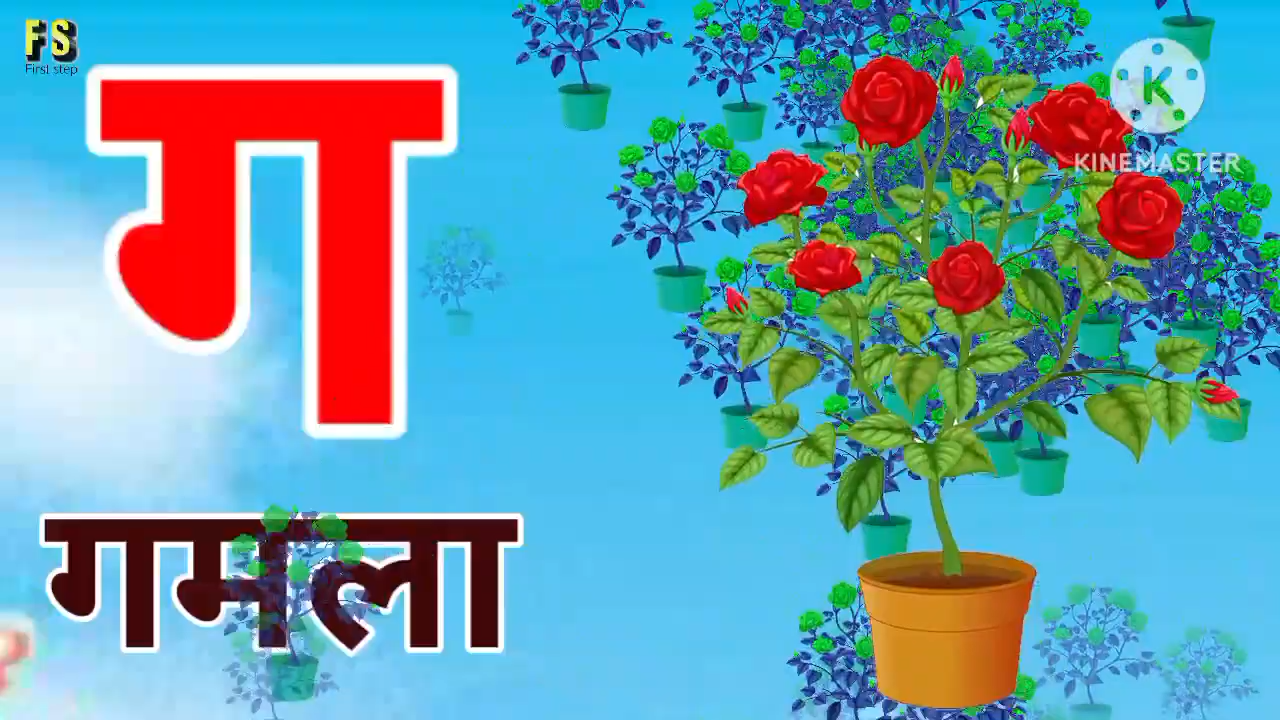 FS
First step
ग
K
KINEMASTER
गमला